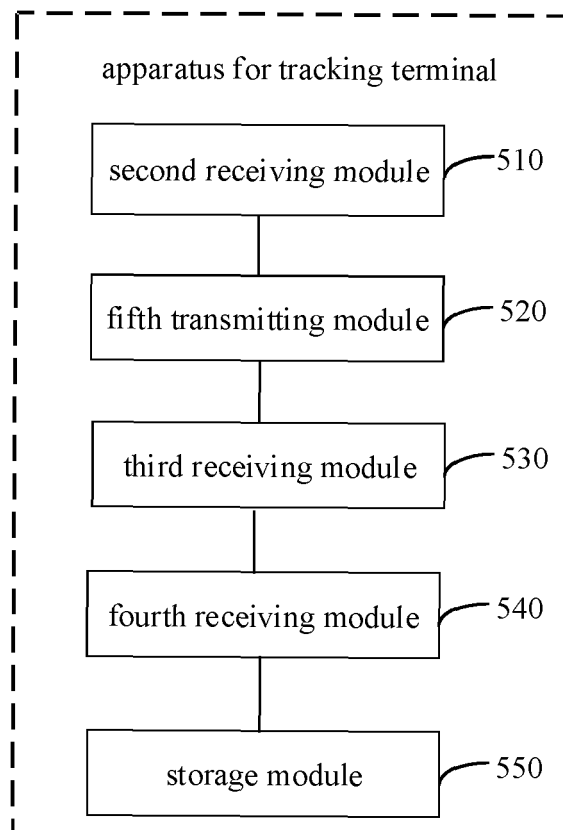 apparatus for tracking terminal
second receiving module
510
fifth transmitting module
520
third receiving module
530
fourth receiving module
540
storage module
550